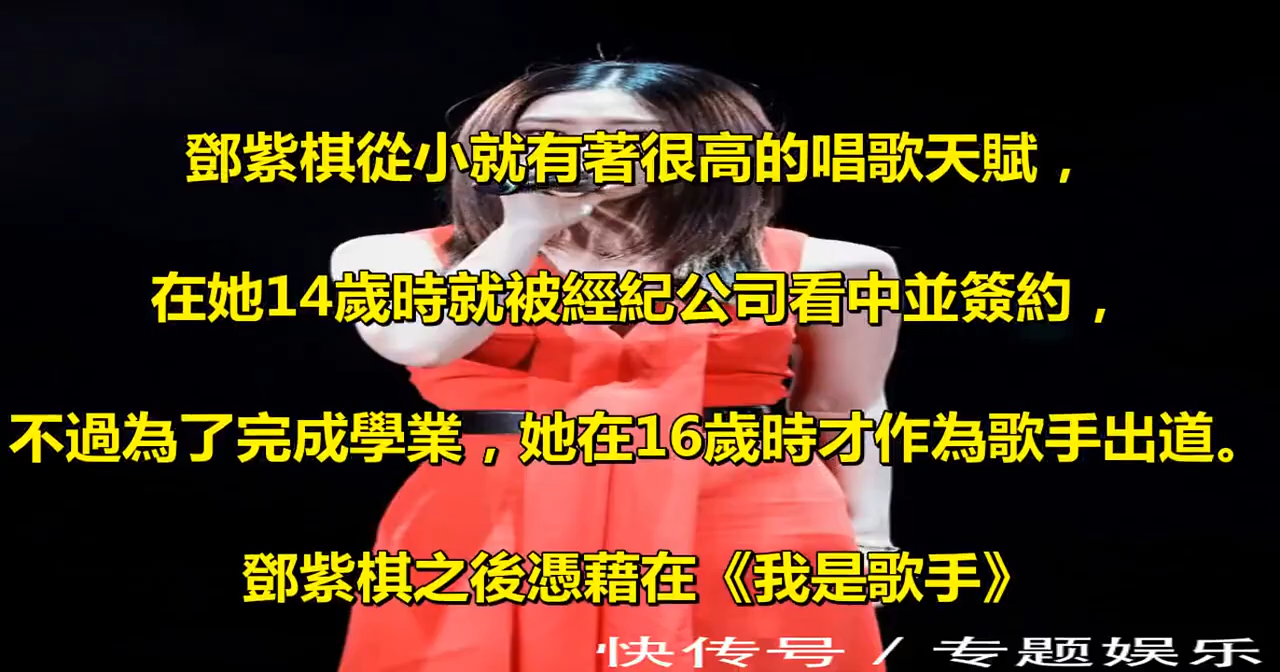 鄧紫棋從小就有著很高的唱歌天賦，
在她14歲時就被經紀公司看中並簽約，
不過為了完成學業，她在16歲時才作為歌手出道。
鄧紫棋之後憑藉在《我是歌手》
快传号 / 专题娱乐